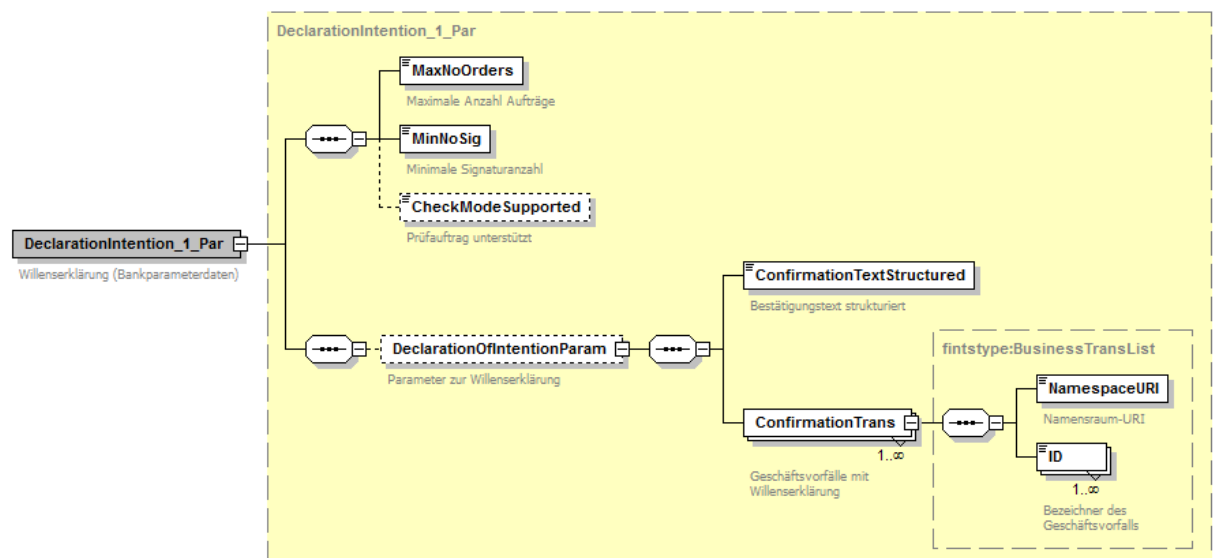 DeclarationIntention_1_Par
MaxNoOrders
Maximale Anzahl Aufträge
MinNoSig
Minimale Signaturanzahl
CheckModeSupported
Prüfauftrag unterstützt
DeclarationIntention_1_Par
Willenserklärung (Bankparameterdaten)
ConfirmationTextStructured
Bestätigungstext strukturiert
DeclarationOfIntentionParam
Parameter zur Willenserklärung
fintstype:BusinessTransList
NamespaceURI
Namensraum-URI
ConfirmationTrans
1..∞
Geschäftsvorfälle mit
Willenserklärung
ID
1..∞
Bezeichner des
Geschäftsvorfalls